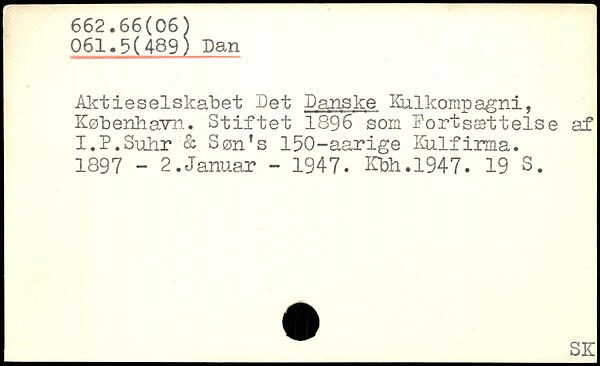 662.66(06)
061.5(489) Dan
Aktieselskabet Det Danske Kulkompagni,
København. Stiftet 1896 som Fortsættelse af
I.P.Suhr & Søn's 150-aarige Kulfirma.
1897 - 2.Januar - 1947. Kbh.1947. 19 S.
SK